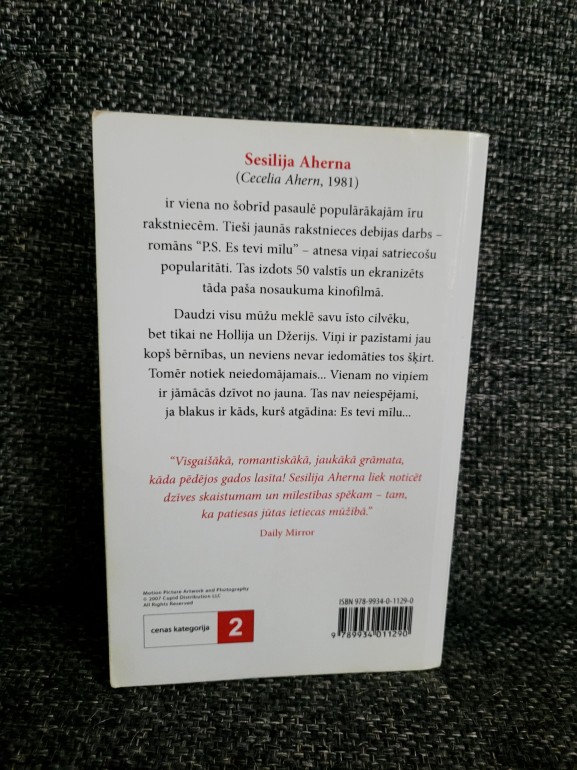 Sesilija Aherna
(Cecelia Ahern, 1981)
ir viena no šobrīd pasaulē populārākajām īru
rakstniecēm. Tieši jaunās rakstnieces debijas darbs –
romāns “P.S. Es tevi mīlu” – atnesa viņai satriecošu
popularitāti. Tas izdots 50 valstīs un ekranizēts
tāda paša nosaukuma kinofilmā.
Daudzi visu mūžu meklē savu īsto cilvēku,
bet tikai ne Hollija un Džerijs. Viņi ir pazīstami jau
kopš bērnības, un neviens nevar iedomāties tos šķirt.
Tomēr notiek neiedomājamais... Vienam no viņiem
ir jāmācās dzīvot no jauna. Tas nav neiespējami,
ja blakus ir kāds, kurš atgādina: Es tevi mīlu...
“Visgaišākā, romantiskākā, jaukākā grāmata,
kāda pēdējos gados lasīta! Sesilija Aherna liek noticēt
dzīves skaistumam un mīlestības spēkam – tam,
ka patiesas jūtas ietiecas mūžībā.”
Daily Mirror
Motion Picture Artwork and Photography
© 2007 Cupid Distribution LLC
All Rights Reserved
cenas kategorija 2
ISBN 978-9934-0-1129-0
9 789934 011290